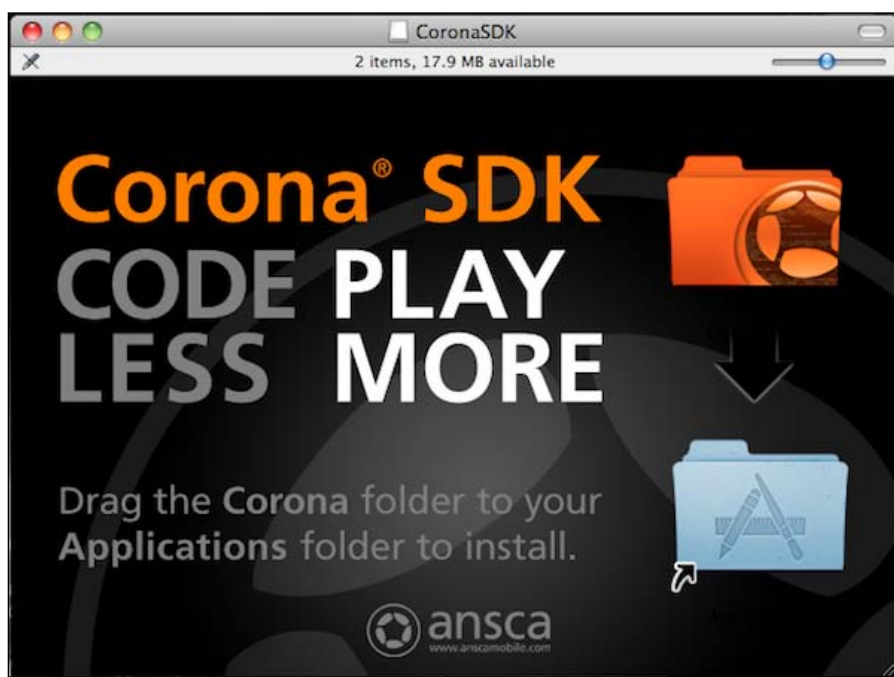 CoronaSDK
2 items, 17.9 MB available
Corona® SDK
CODE PLAY
LESS MORE
Drag the Corona folder to your
Applications folder to install.
ansca
www.anscamobile.com